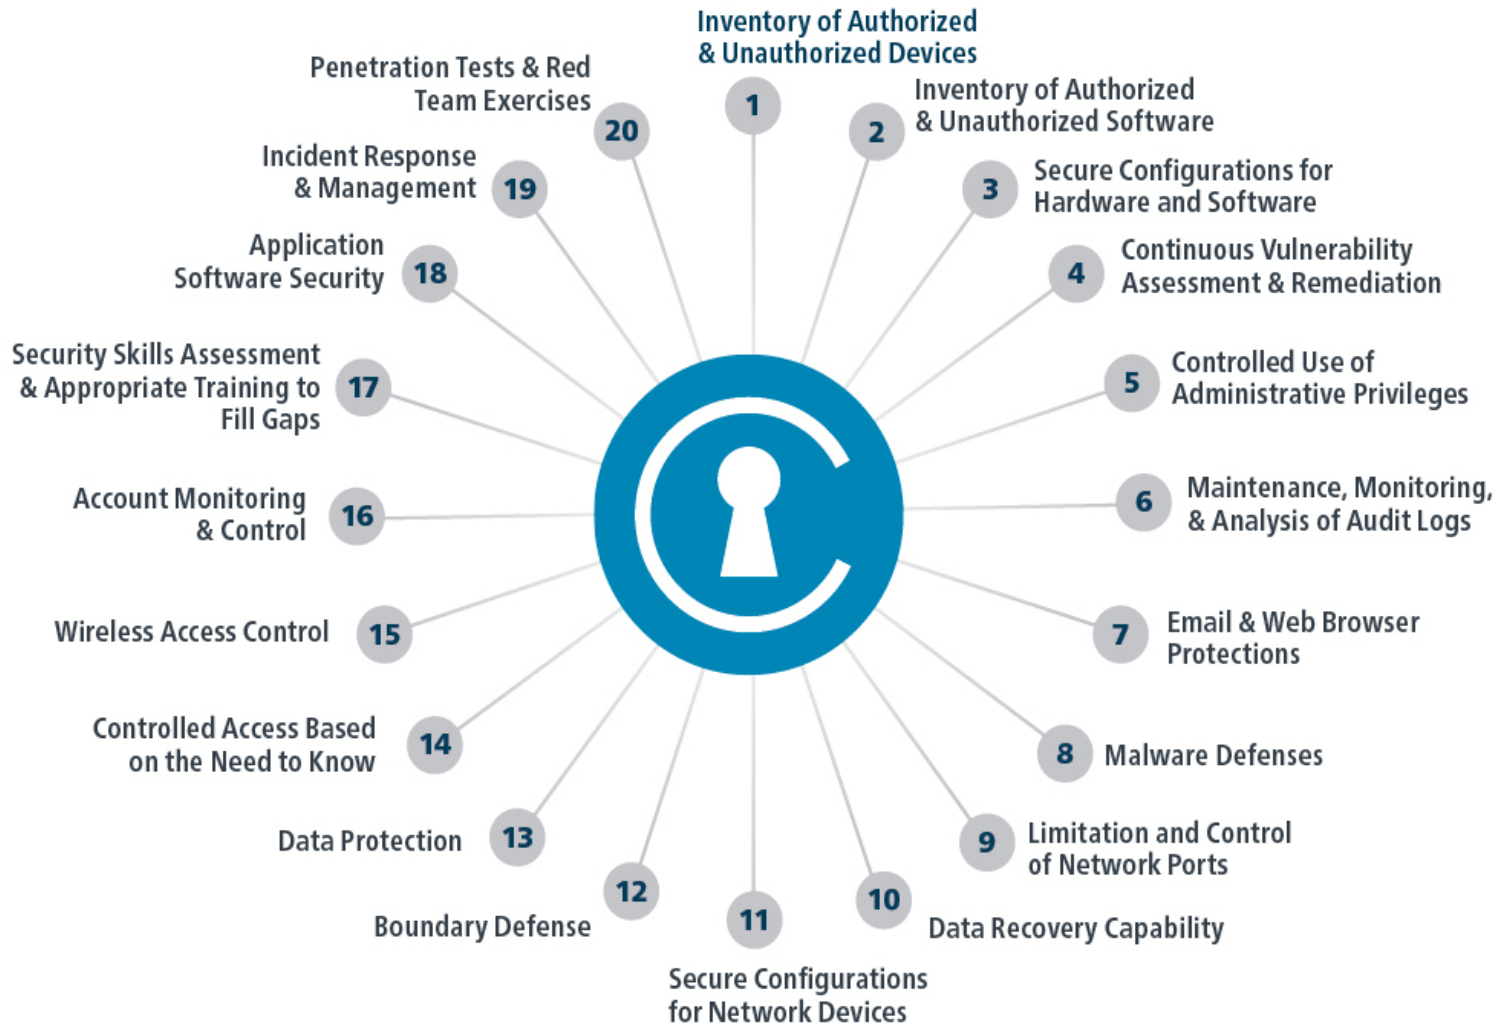 1
Inventory of Authorized
& Unauthorized Devices
2
Inventory of Authorized
& Unauthorized Software
3
Secure Configurations for
Hardware and Software
4
Continuous Vulnerability
Assessment & Remediation
5
Controlled Use of
Administrative Privileges
6
Maintenance, Monitoring,
& Analysis of Audit Logs
7
Email & Web Browser
Protections
8
Malware Defenses
9
Limitation and Control
of Network Ports
10
Data Recovery Capability
11
Secure Configurations
for Network Devices
12
Boundary Defense
13
Data Protection
14
Controlled Access Based
on the Need to Know
15
Wireless Access Control
16
Account Monitoring
& Control
17
Security Skills Assessment
& Appropriate Training to
Fill Gaps
18
Application
Software Security
19
Incident Response
& Management
20
Penetration Tests & Red
Team Exercises